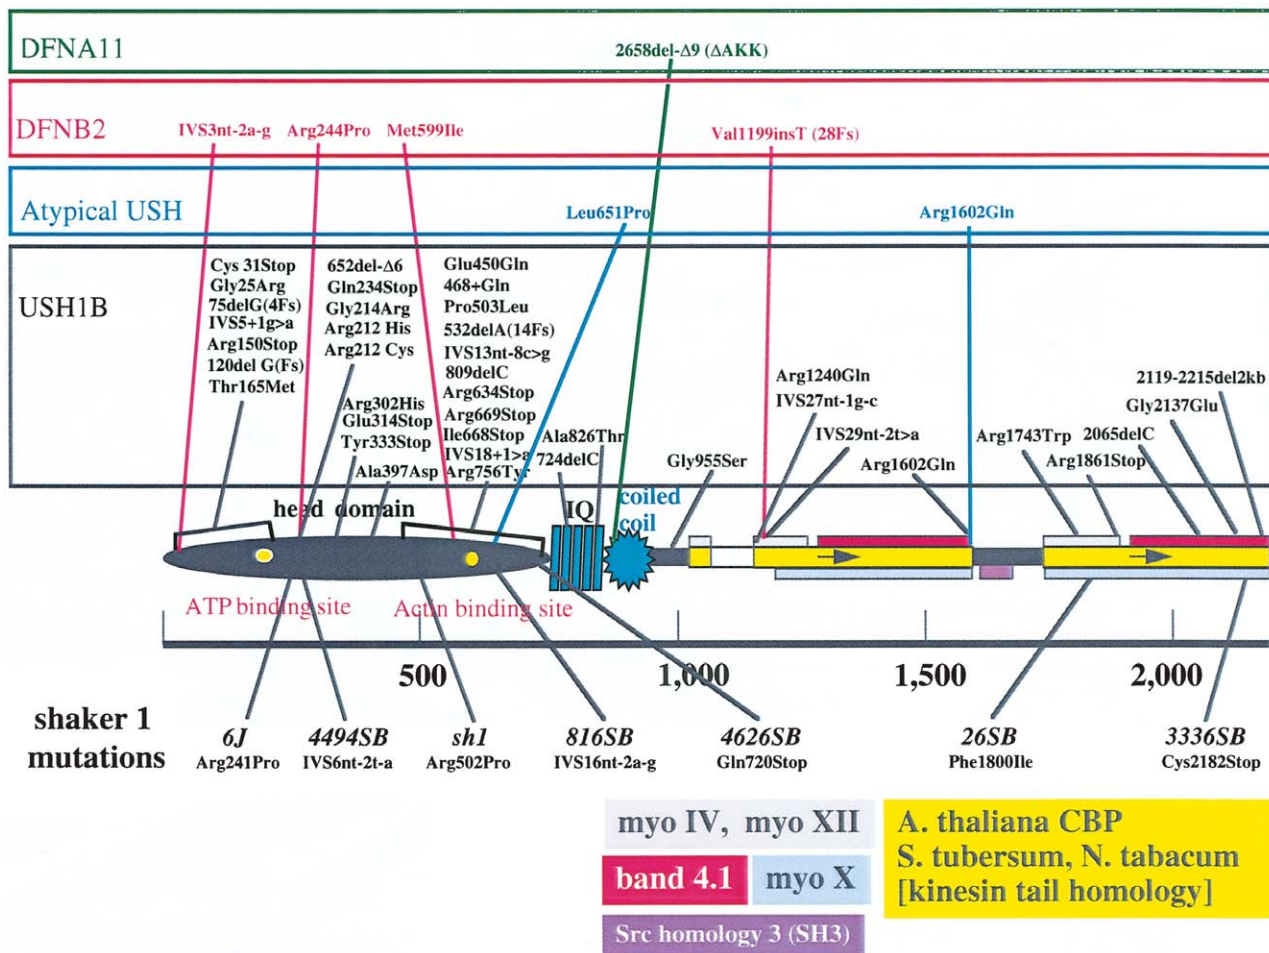 DFNA11
2658del-Δ9 (ΔAKK)
DFNB2
IVS3nt-2a-g
Arg244Pro
Met599Ile
Val1199insT (28Fs)
Atypical USH
Leu651Pro
Arg1602Gln
USH1B
Cys 31Stop
Gly25Arg
75delG(4Fs)
IVS5+1g>a
Arg150Stop
120del G(Fs)
Thr165Met
652del-Δ6
Gln234Stop
Gly214Arg
Arg212 His
Arg212 Cys
Arg302His
Glu314Stop
Tyr333Stop
Ala397Asp
Glu450Gln
468+Gln
Pro503Leu
532delA(14Fs)
IVS13nt-8c>g
809delC
Arg634Stop
Arg669Stop
Ile668Stop
IVS18+1>a
Arg756Tyr
Ala826Thr
724delC
Gly955Ser
Arg1240Gln
IVS27nt-1g-c
IVS29nt-2t>a
Arg1602Gln
Arg1743Trp
2065delC
Arg1861Stop
2119-2215del2kb
Gly2137Glu
head domain
IQ
coiled
coil
ATP binding site
Actin binding site
500
1,000
1,500
2,000
shaker 1
mutations
6J
Arg241Pro
4494SB
IVS6nt-2t-a
sh1
Arg502Pro
816SB
IVS16nt-2a-g
4626SB
Gln720Stop
26SB
Phe1800Ile
3336SB
Cys2182Stop
myo IV, myo XII
band 4.1
myo X
Src homology 3 (SH3)
A. thaliana CBP
S. tubersum, N. tabacum
[kinesin tail homology]